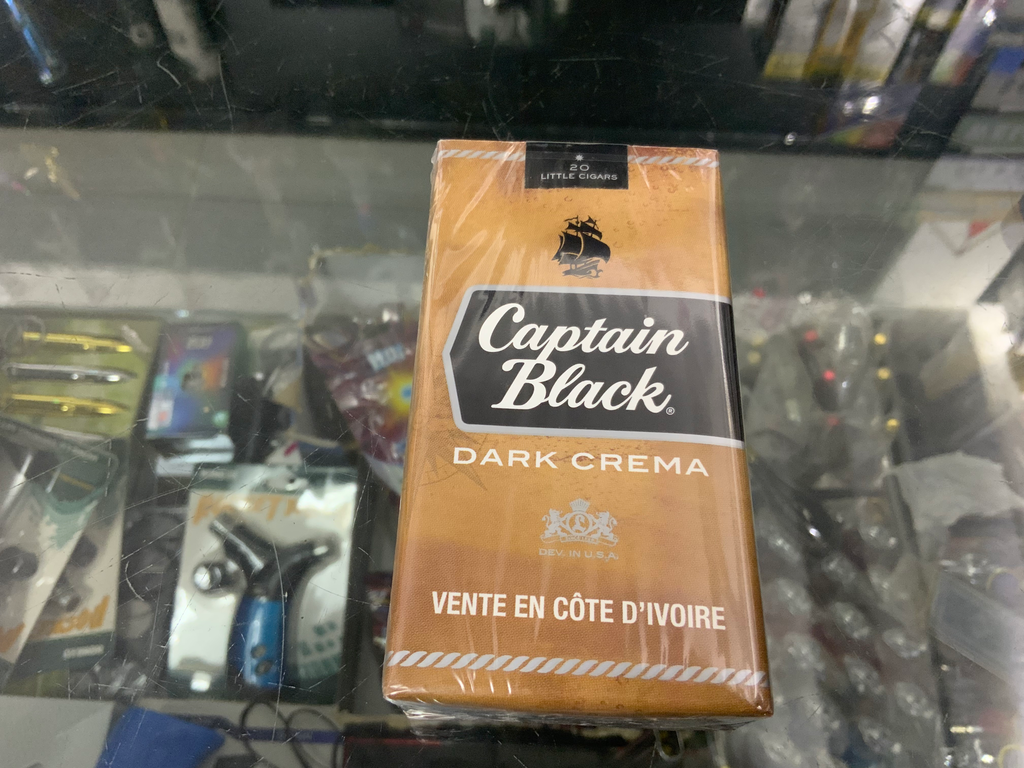 20
LITTLE CIGARS
Captain
Black®
DARK CREMA
DEV. IN U.S.A.
VENTE EN CÔTE D'IVOIRE